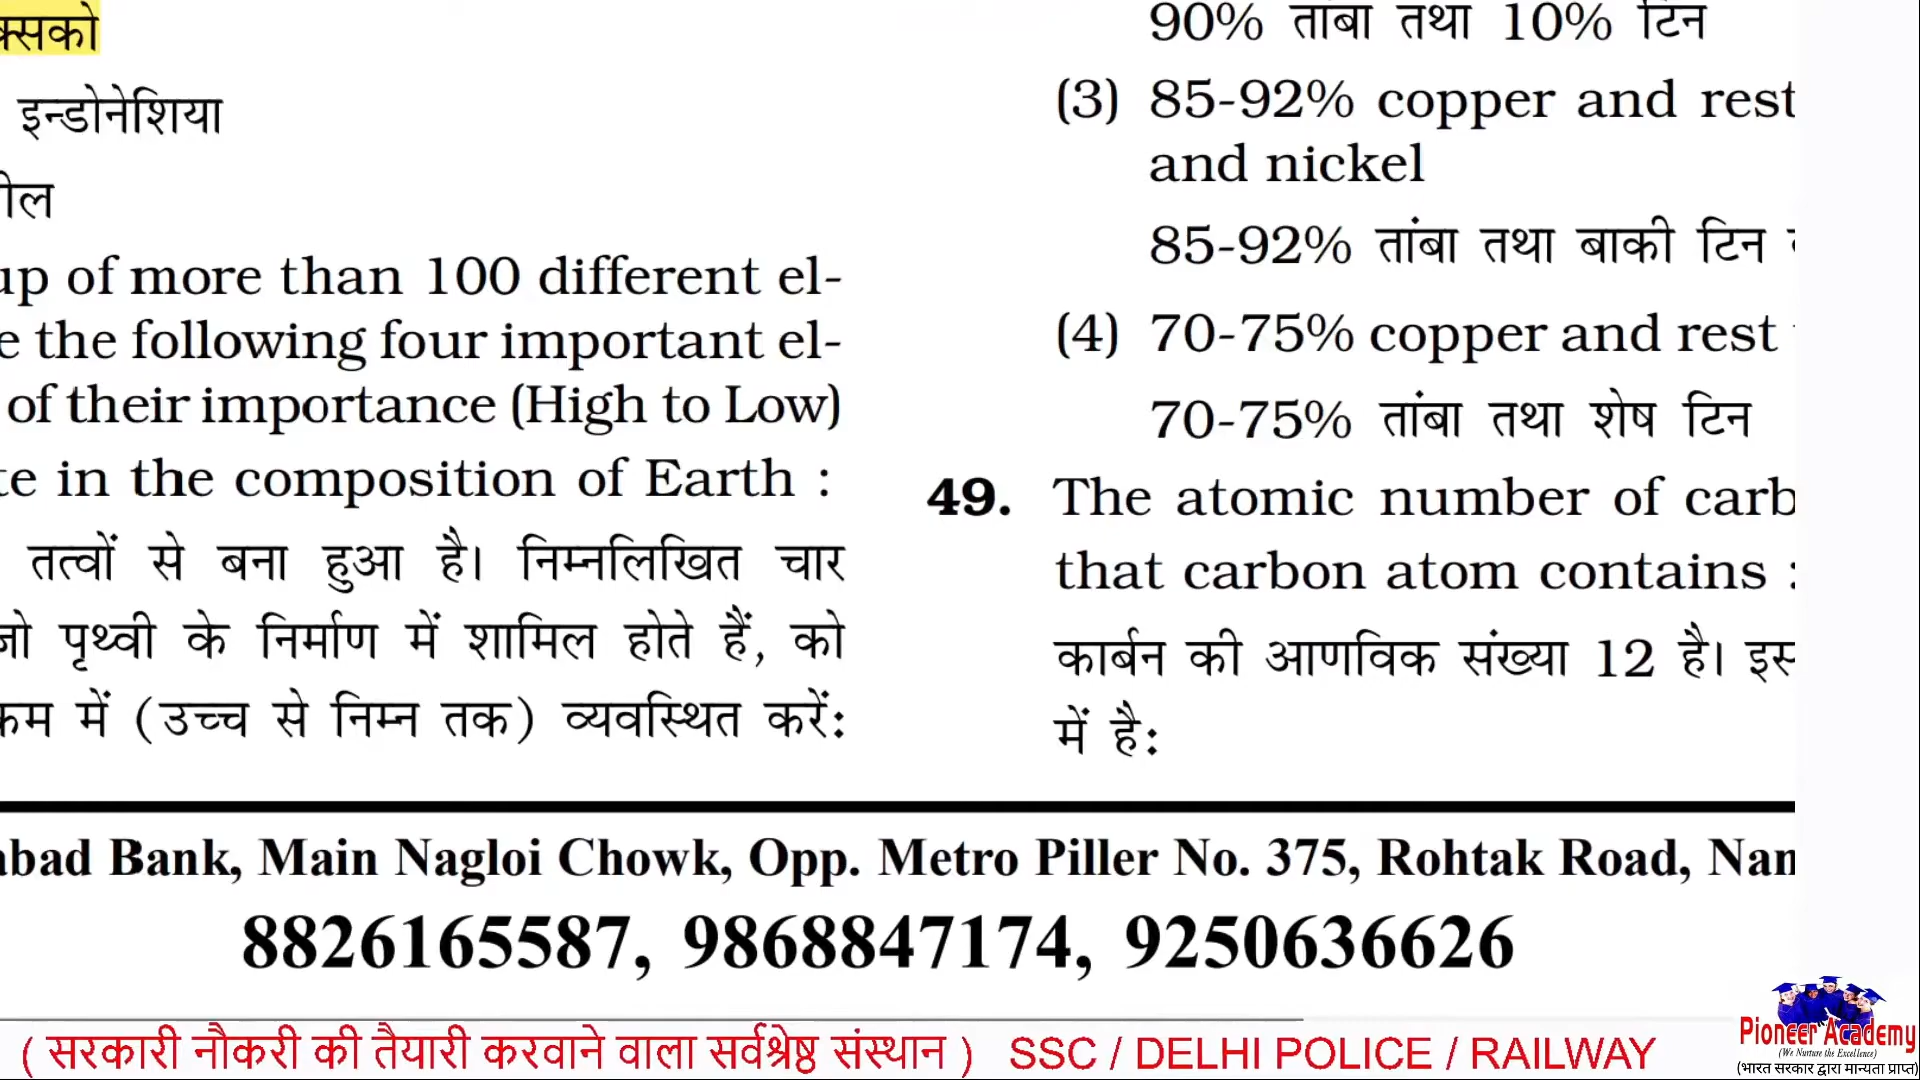 क्सको
इन्डोनेशिया
up of more than 100 different el-
e the following four important el-
of their importance (High to Low)
te in the composition of Earth :
तत्वों से बना हुआ है। निम्नलिखित चार
जो पृथ्वी के निर्माण में शामिल होते हैं, को
क्रम में (उच्च से निम्न तक) व्यवस्थित करें:
90% तांबा तथा 10% टिन
(3) 85-92% copper and rest
and nickel
85-92% तांबा तथा बाकी टिन
(4) 70-75% copper and rest
70-75% तांबा तथा शेष टिन
49. The atomic number of carb
that carbon atom contains :
कार्बन की आणविक संख्या 12 है। इस
में है:
abad Bank, Main Nagloi Chowk, Opp. Metro Piller No. 375, Rohtak Road, Nan
8826165587, 9868847174, 9250636626
( सरकारी नौकरी की तैयारी करवाने वाला सर्वश्रेष्ठ संस्थान ) SSC / DELHI POLICE / RAILWAY
Pioneer Academy
(We Nurture the Excellence)
(भारत सरकार द्वारा मान्यता प्राप्त)